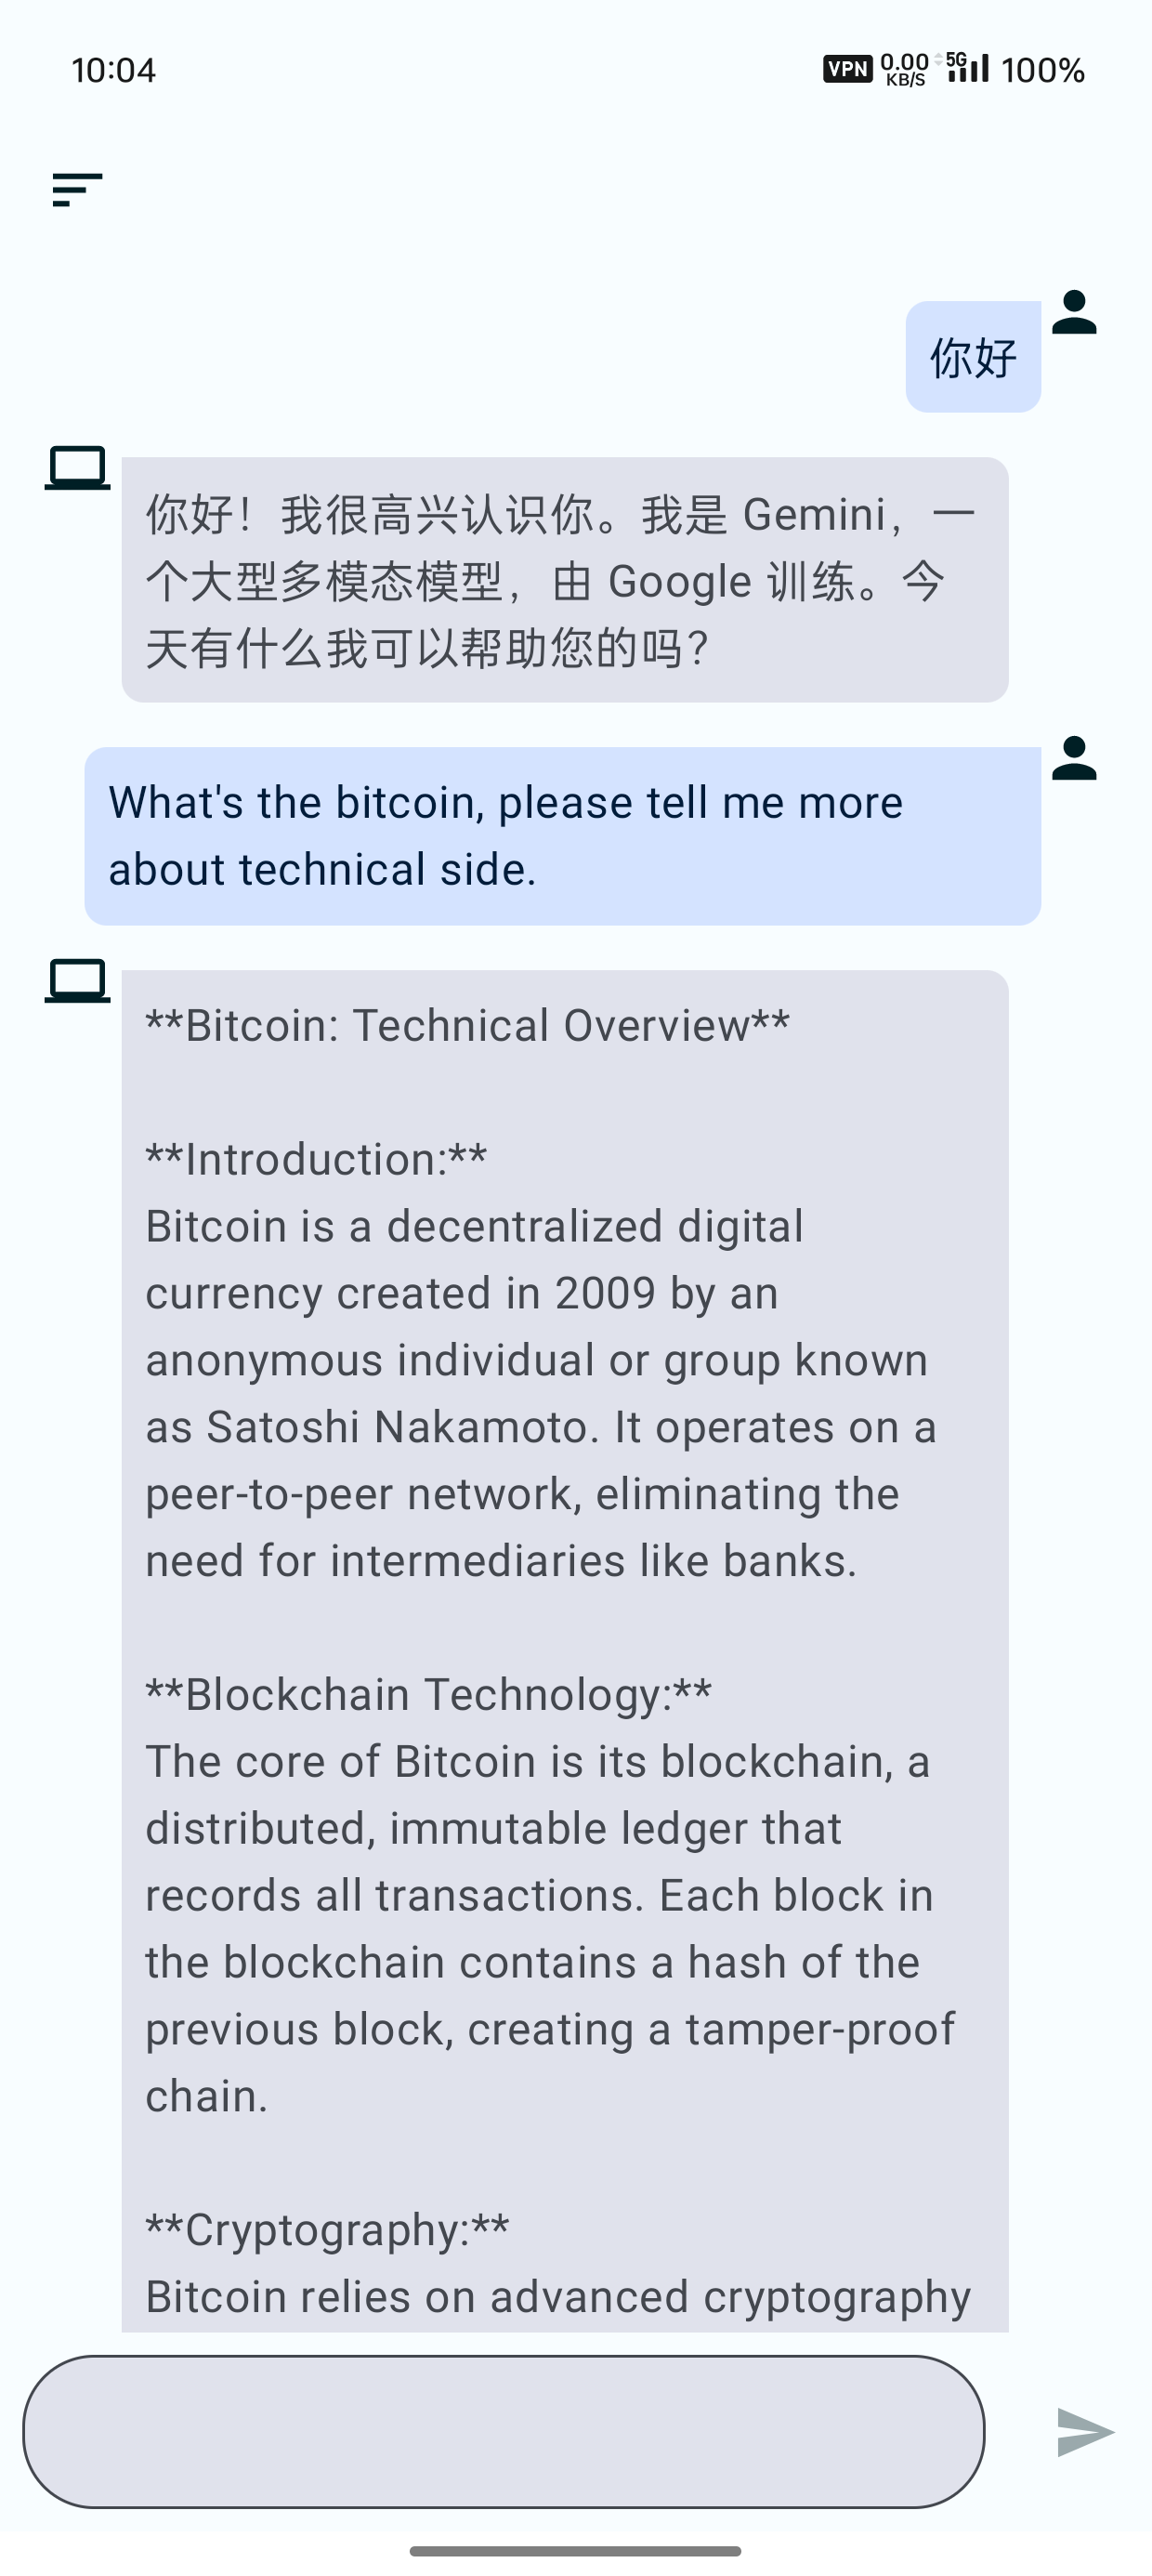 10:04
VPN 0.00 KB/S 5G 100%
你好
你好！我很高兴认识你。我是 Gemini，一
个大型多模态模型，由 Google 训练。今
天有什么我可以帮助您的吗？
What's the bitcoin, please tell me more
about technical side.
**Bitcoin: Technical Overview**
**Introduction:**
Bitcoin is a decentralized digital
currency created in 2009 by an
anonymous individual or group known
as Satoshi Nakamoto. It operates on a
peer-to-peer network, eliminating the
need for intermediaries like banks.
**Blockchain Technology:**
The core of Bitcoin is its blockchain, a
distributed, immutable ledger that
records all transactions. Each block in
the blockchain contains a hash of the
previous block, creating a tamper-proof
chain.
**Cryptography:**
Bitcoin relies on advanced cryptography